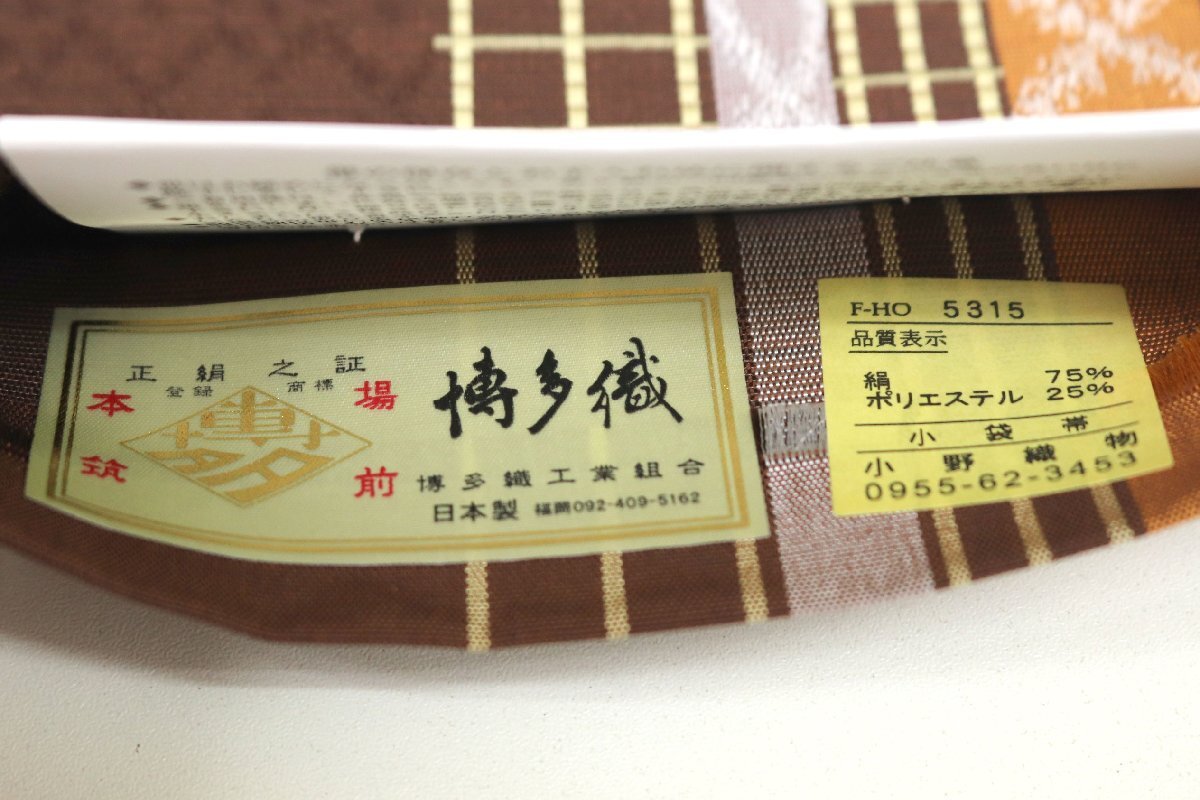 正絹之証
登録 商標
本場
筑前
博多
博多織
博多織工業組合
日本製 福岡092-409-5162
F-HO 5315
品質表示
絹 75%
ポリエステル 25%
小袋帯
小野織物
0955-62-3453